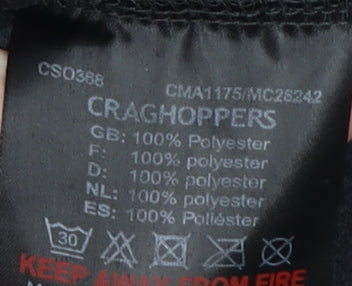 CSO368
CMA1175/MC26242
CRAGHOPPERS
GB: 100% Polyester
F: 100% polyester
D: 100% polyester
NL: 100% polyester
ES: 100% Poliéster
30
KEEP AWAY FROM FIRE